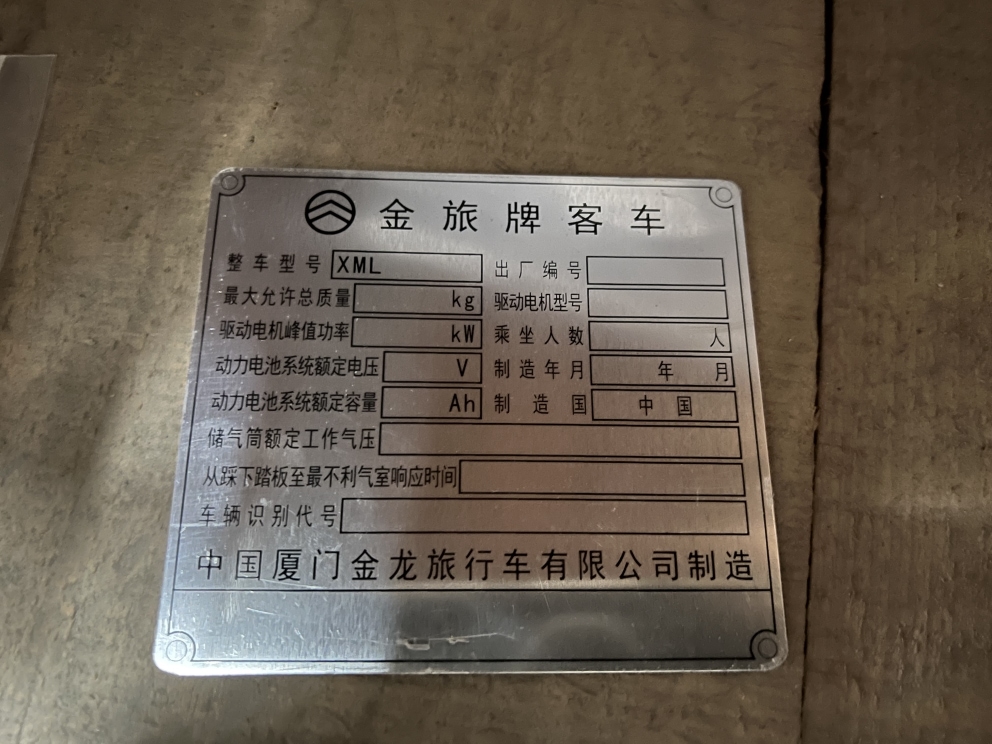 金旅牌客车
整车型号 XML 出厂编号
最大允许总质量 kg 驱动电机型号
驱动电机峰值功率 kW 乘坐人数 人
动力电池系统额定电压 V 制造年月 年 月
动力电池系统额定容量 Ah 制造国 中国
储气筒额定工作气压
从踩下踏板至最不利气室响应时间
车辆识别代号
中国厦门金龙旅行车有限公司制造